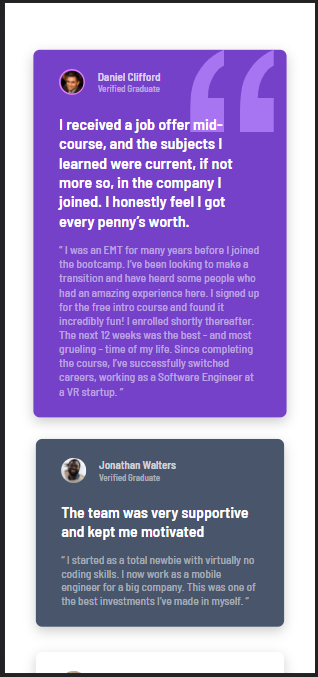 Daniel Clifford
Verified Graduate
I received a job offer mid-
course, and the subjects I
learned were current, if not
more so, in the company I
joined. I honestly feel I got
every penny’s worth.
“ I was an EMT for many years before I joined
the bootcamp. I’ve been looking to make a
transition and have heard some people who
had an amazing experience here. I signed up
for the free intro course and found it
incredibly fun! I enrolled shortly thereafter.
The next 12 weeks was the best - and most
grueling - time of my life. Since completing
the course, I’ve successfully switched
careers, working as a Software Engineer at
a VR startup. ”
Jonathan Walters
Verified Graduate
The team was very supportive
and kept me motivated
“ I started as a total newbie with virtually no
coding skills. I now work as a mobile
engineer for a big company. This was one of
the best investments I’ve made in myself. ”